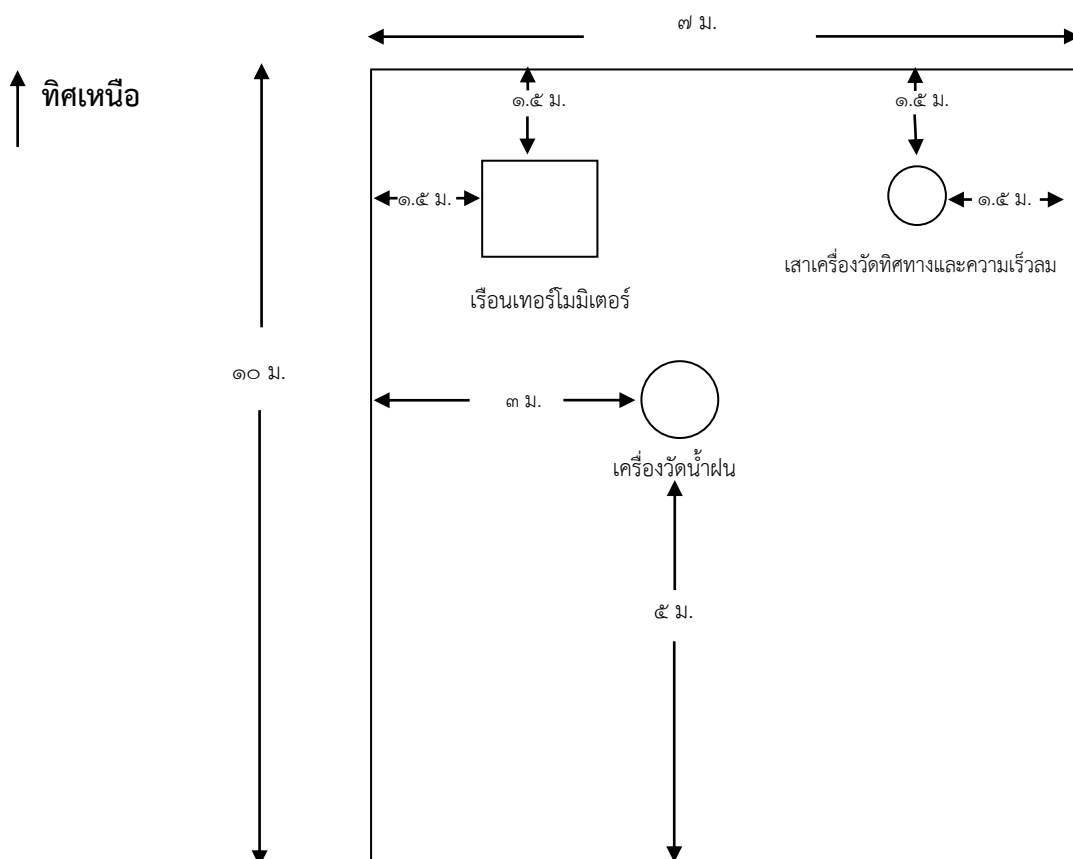 ๗ ม.
ทิศเหนือ
๑.๕ ม.
๑.๕ ม.
๑.๕ ม.
๑.๕ ม.
เสาเครื่องวัดทิศทางและความเร็วลม
เรือนเทอร์โมมิเตอร์
๑๐ ม.
๓ ม.
เครื่องวัดน้ำฝน
๕ ม.